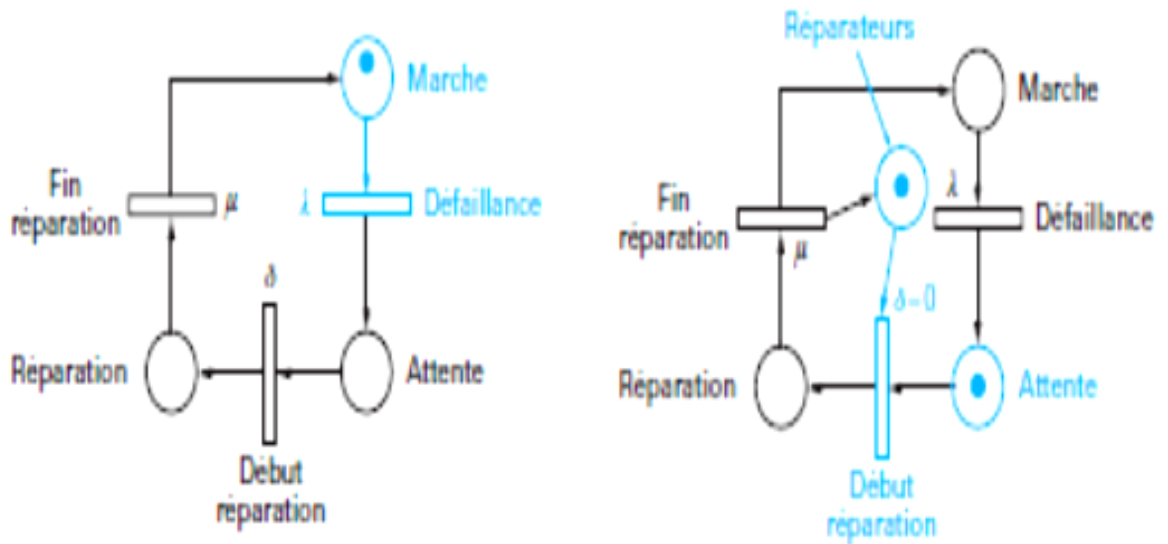 Marche
Fin
réparation
μ
λ
Défaillance
δ
Réparation
Attente
Début
réparation
Réparateurs
Marche
λ
Fin
réparation
μ
Défaillance
δ=0
Réparation
Attente
Début
réparation